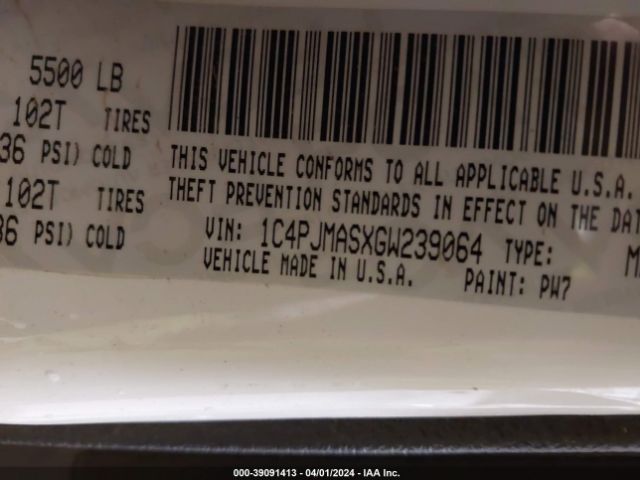 5500 LB
102T TIRES
36 PSI) COLD
102T TIRES
36 PSI) COLD
THIS VEHICLE CONFORMS TO ALL APPLICABLE U.S.A.
THEFT PREVENTION STANDARDS IN EFFECT ON THE DAT
VIN: 1C4PJMASXGW239064 TYPE: M
VEHICLE MADE IN U.S.A. PAINT: PW7
000-39091413 - 04/01/2024 - IAA Inc.